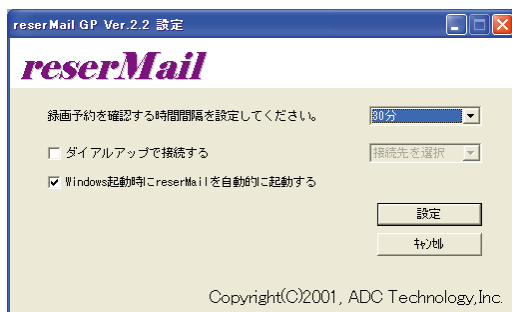 reserMail GP Ver.2.2 設定
reserMail
録画予約を確認する時間間隔を設定してください。 30分
ダイアルアップで接続する 接続先を選択
Windows起動時にreserMailを自動的に起動する
設定
ｷｬﾝｾﾙ
Copyright(C)2001, ADC Technology,Inc.